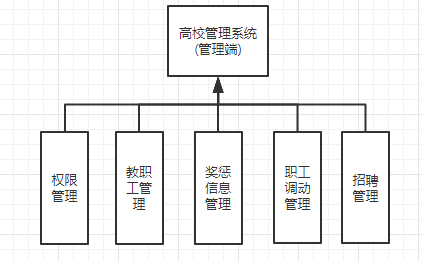 高校管理系统
(管理端)
权限
管理
教职
工管
理
奖惩
信息
管理
职工
调动
管理
招聘
管理